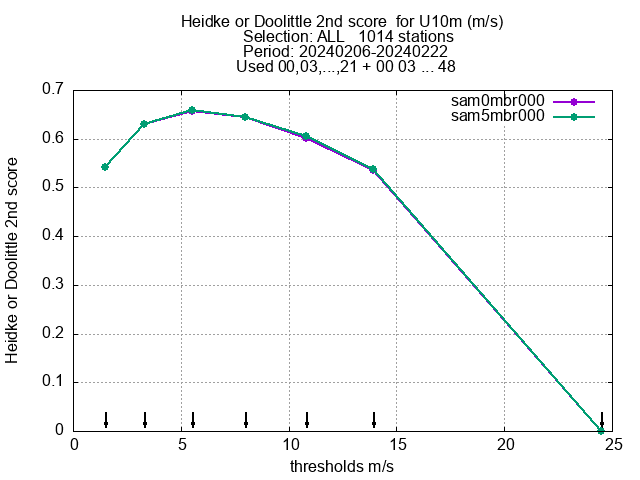 Heidke or Doolittle 2nd score  for U10m (m/s)
Selection: ALL   1014 stations
Period: 20240206-20240222
Used 00,03,...,21 + 00 03 ... 48
sam0mbr000
sam5mbr000
Heidke or Doolittle 2nd score
0.7
0.6
0.5
0.4
0.3
0.2
0.1
0
0 5 10 15 20 25
thresholds m/s